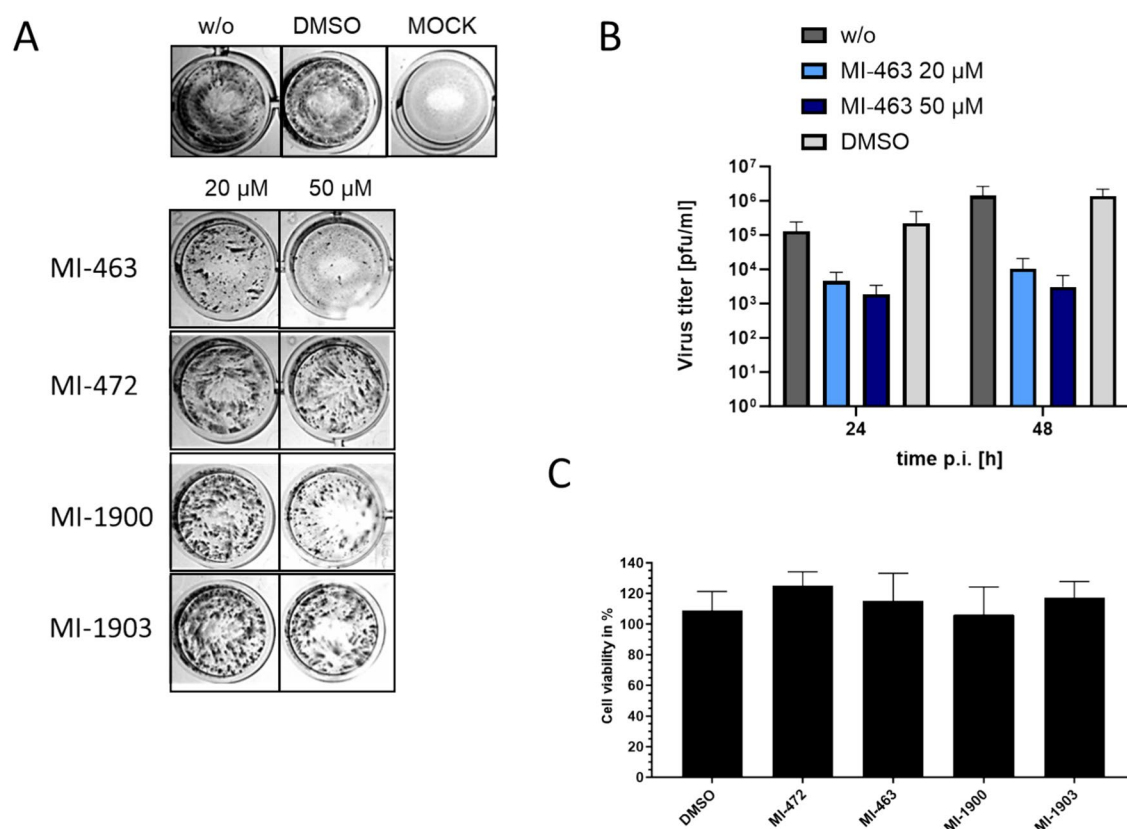 A
w/o DMSO MOCK
20 µM 50 µM
MI-463
MI-472
MI-1900
MI-1903
B
w/o
MI-463 20 µM
MI-463 50 µM
DMSO
Virus titer [pfu/ml]
10⁷
10⁶
10⁵
10⁴
10³
10²
10¹
10⁰
24 48
time p.i. [h]
C
Cell viability in %
140
120
100
80
60
40
20
0
DMSO
MI-472
MI-463
MI-1900
MI-1903